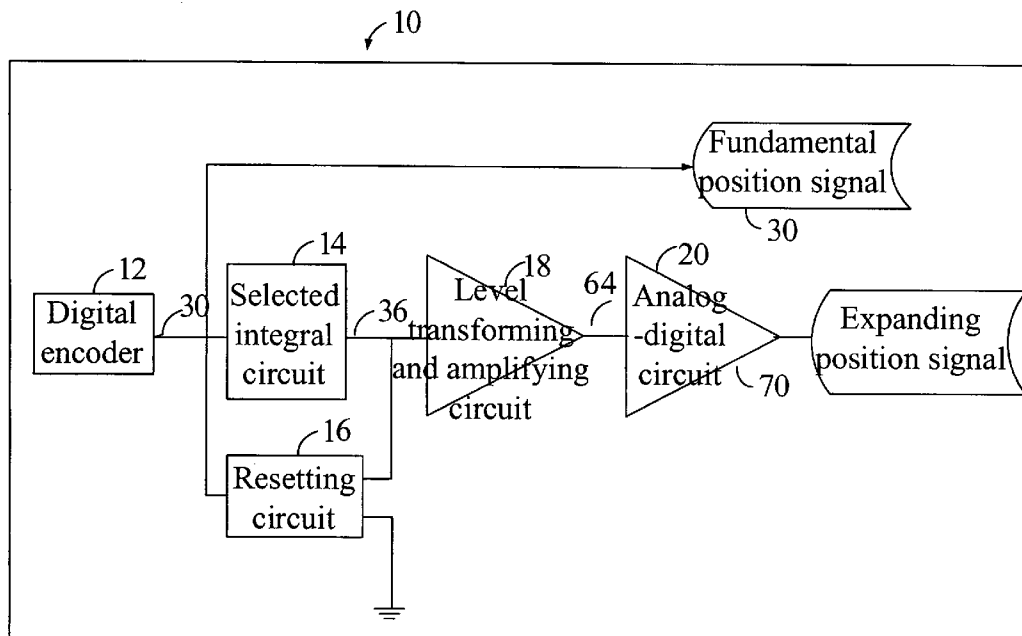 10
Fundamental
position signal
30
12
Digital
encoder
30
14
Selected
integral
circuit
36
18
Level
transforming
and amplifying
circuit
64
20
Analog
-digital
circuit
70
Expanding
position signal
16
Resetting
circuit